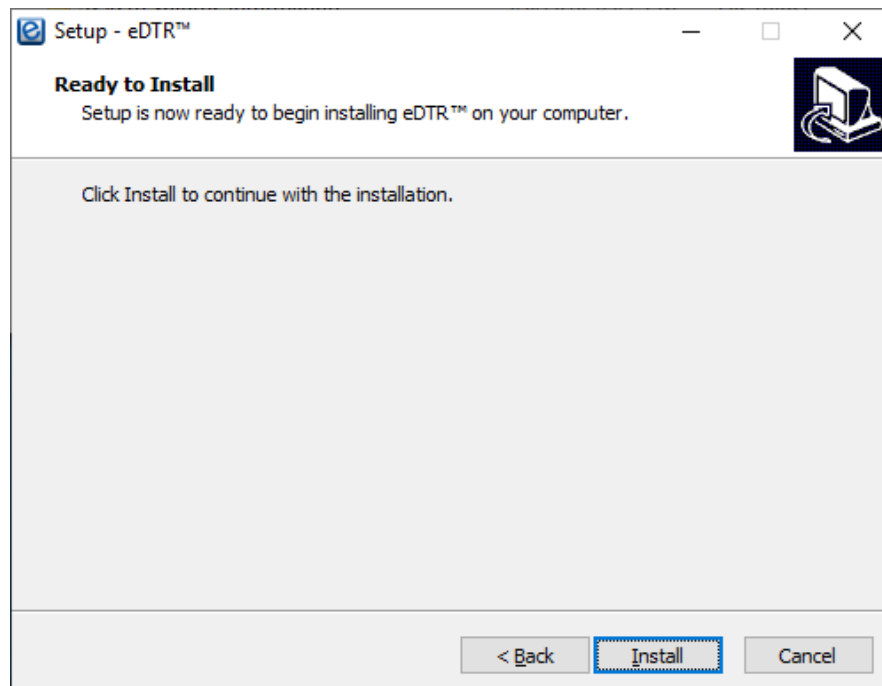 Setup - eDTR™
Ready to Install
Setup is now ready to begin installing eDTR™ on your computer.
Click Install to continue with the installation.
< Back
Install
Cancel